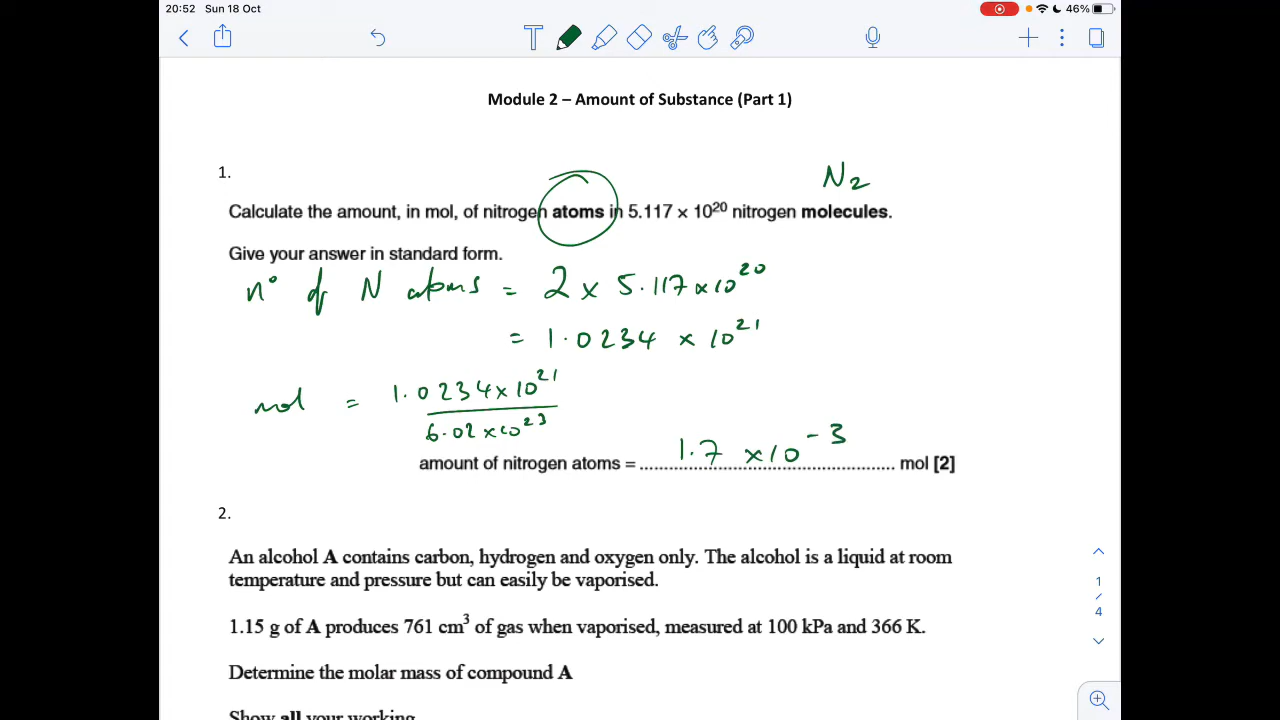 20:52 Sun 18 Oct 46%
T
Module 2 – Amount of Substance (Part 1)
1.
N2
Calculate the amount, in mol, of nitrogen atoms in 5.117 × 10²⁰ nitrogen molecules.
Give your answer in standard form.
n° of N atoms = 2 × 5.117 × 10²⁰
= 1.0234 × 10²¹
mol = 1.0234 × 10²¹
6.02 × 10²³
1.7 × 10⁻³
amount of nitrogen atoms = .................................................... mol [2]
2.
An alcohol A contains carbon, hydrogen and oxygen only. The alcohol is a liquid at room
temperature and pressure but can easily be vaporised.
1.15 g of A produces 761 cm³ of gas when vaporised, measured at 100 kPa and 366 K.
Determine the molar mass of compound A
Show all your working.
1
/
4